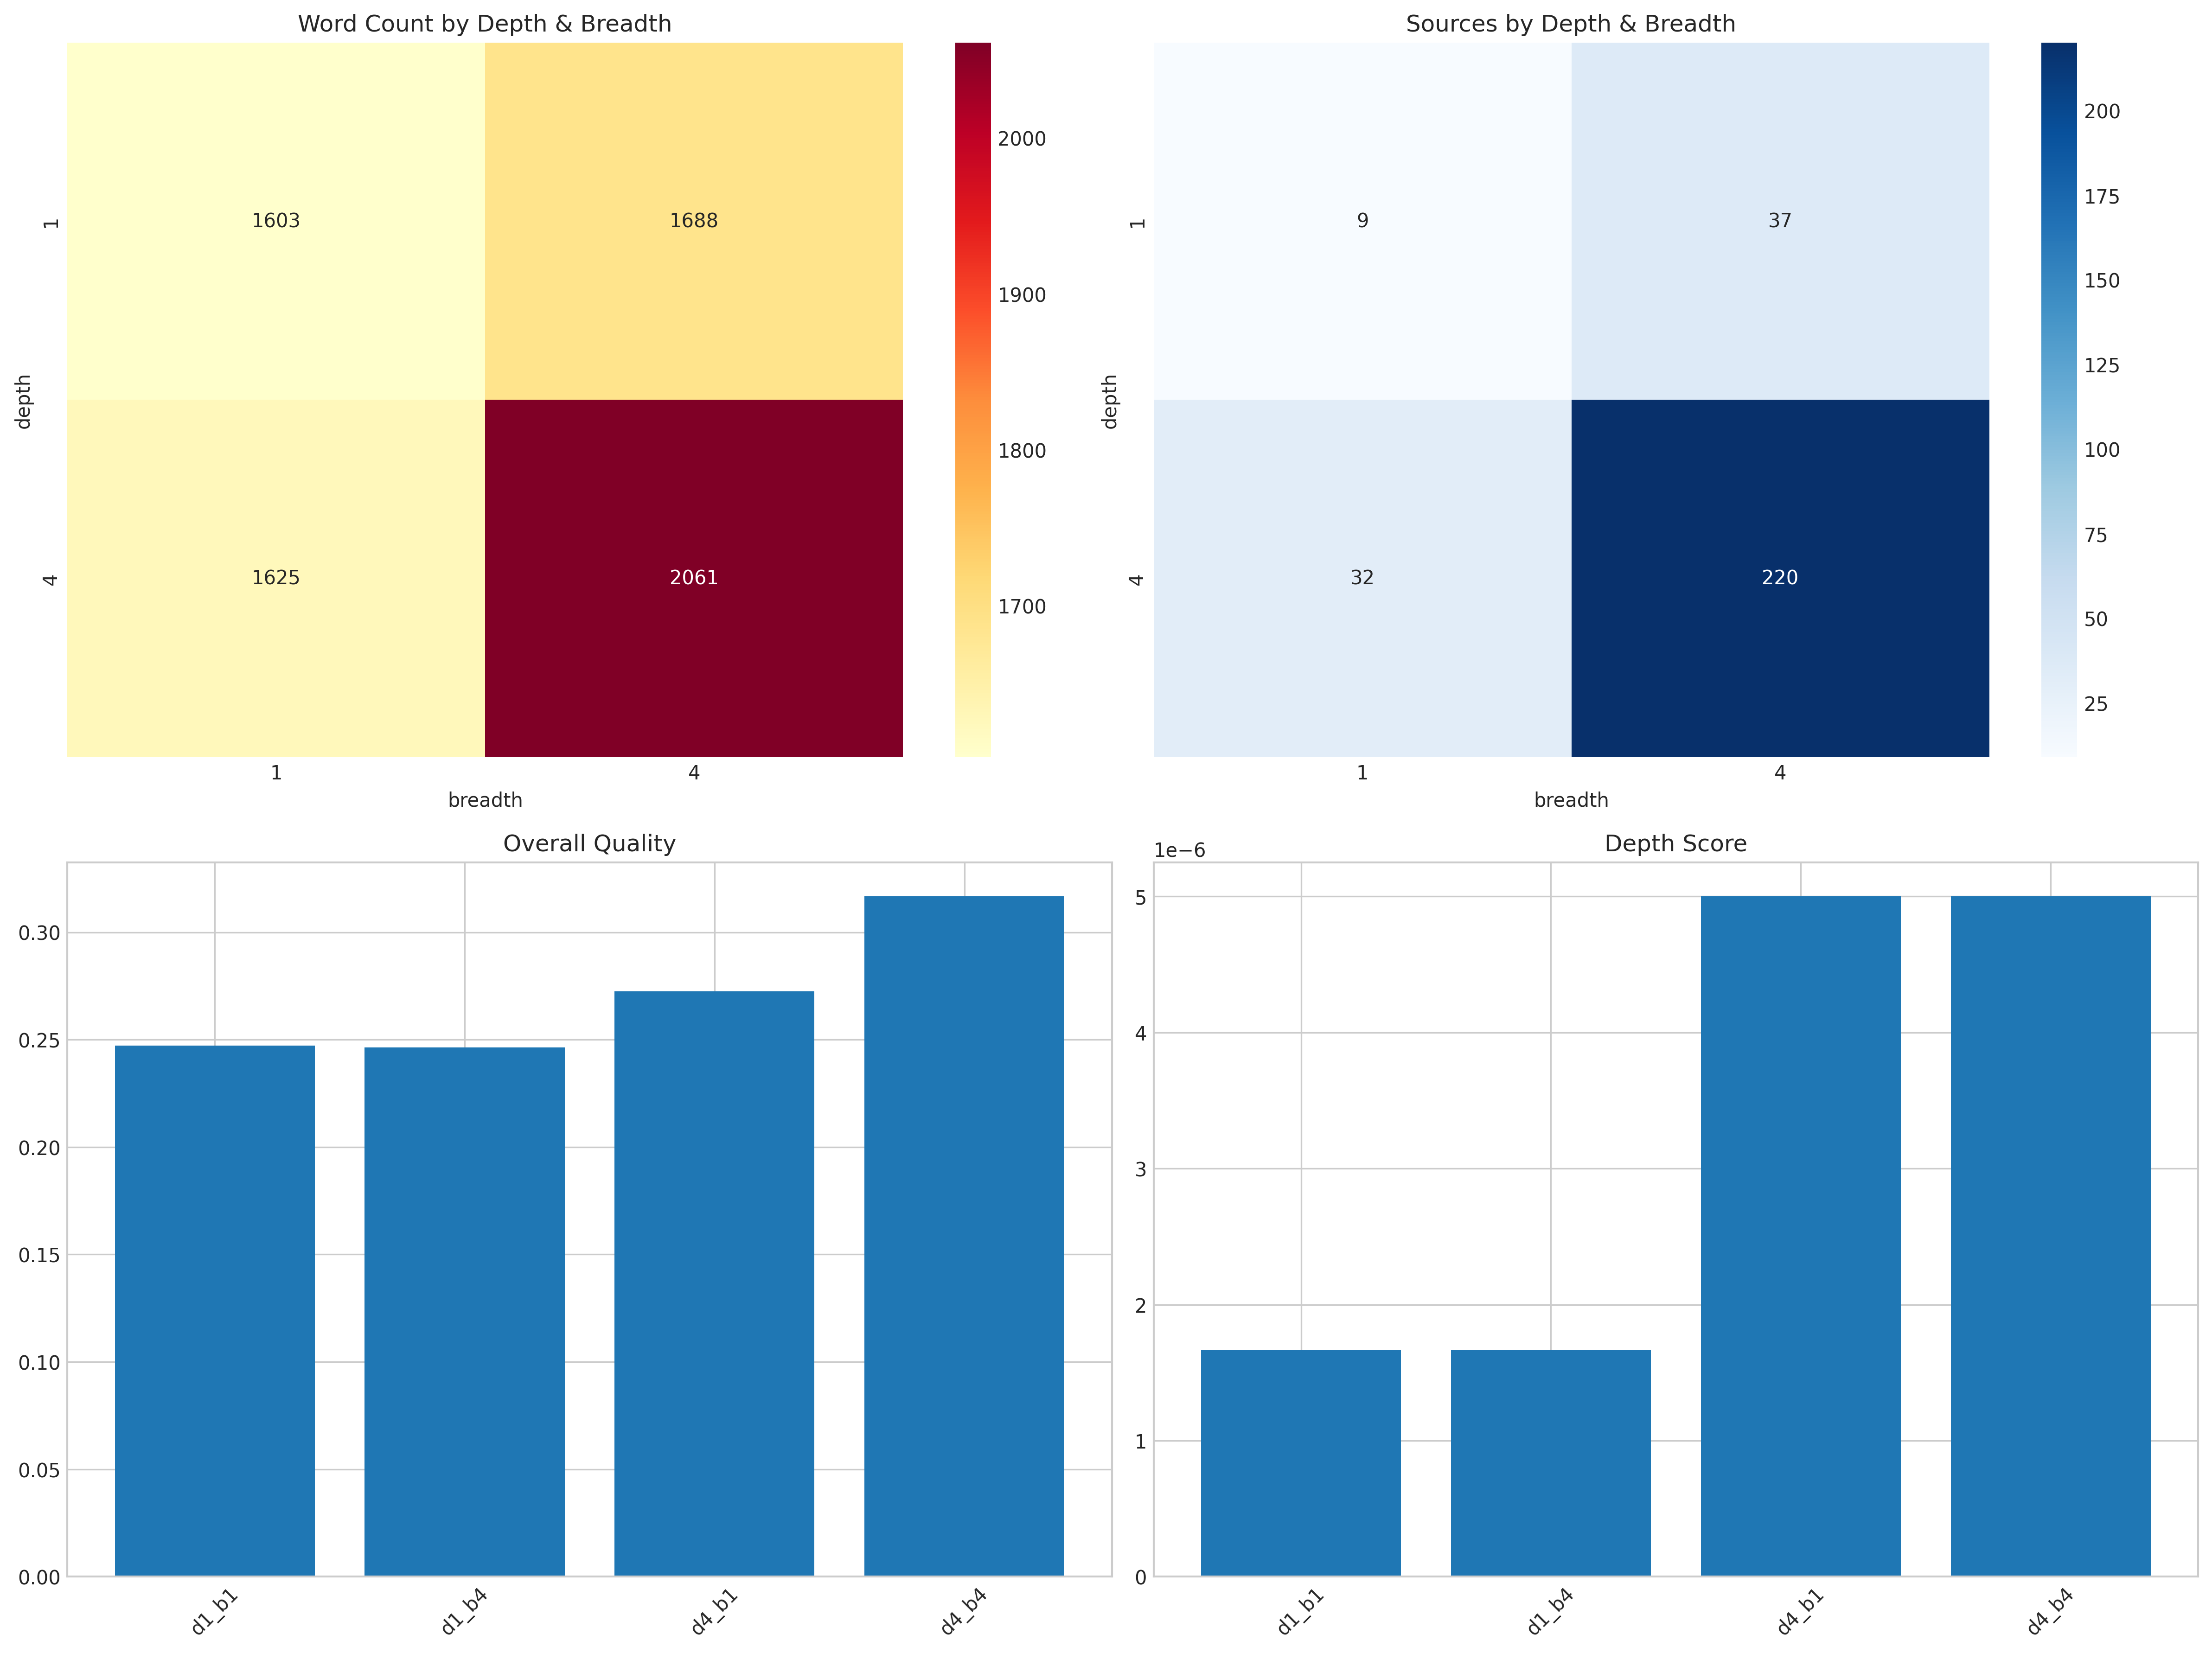 Word Count by Depth & Breadth
1603
1688
1625
2061
1
4
depth
1
4
breadth
2000
1900
1800
1700
Sources by Depth & Breadth
9
37
32
220
1
4
depth
1
4
breadth
200
175
150
125
100
75
50
25
Overall Quality
0.30
0.25
0.20
0.15
0.10
0.05
0.00
d1_b1
d1_b4
d4_b1
d4_b4
Depth Score
1e−6
5
4
3
2
1
0
d1_b1
d1_b4
d4_b1
d4_b4